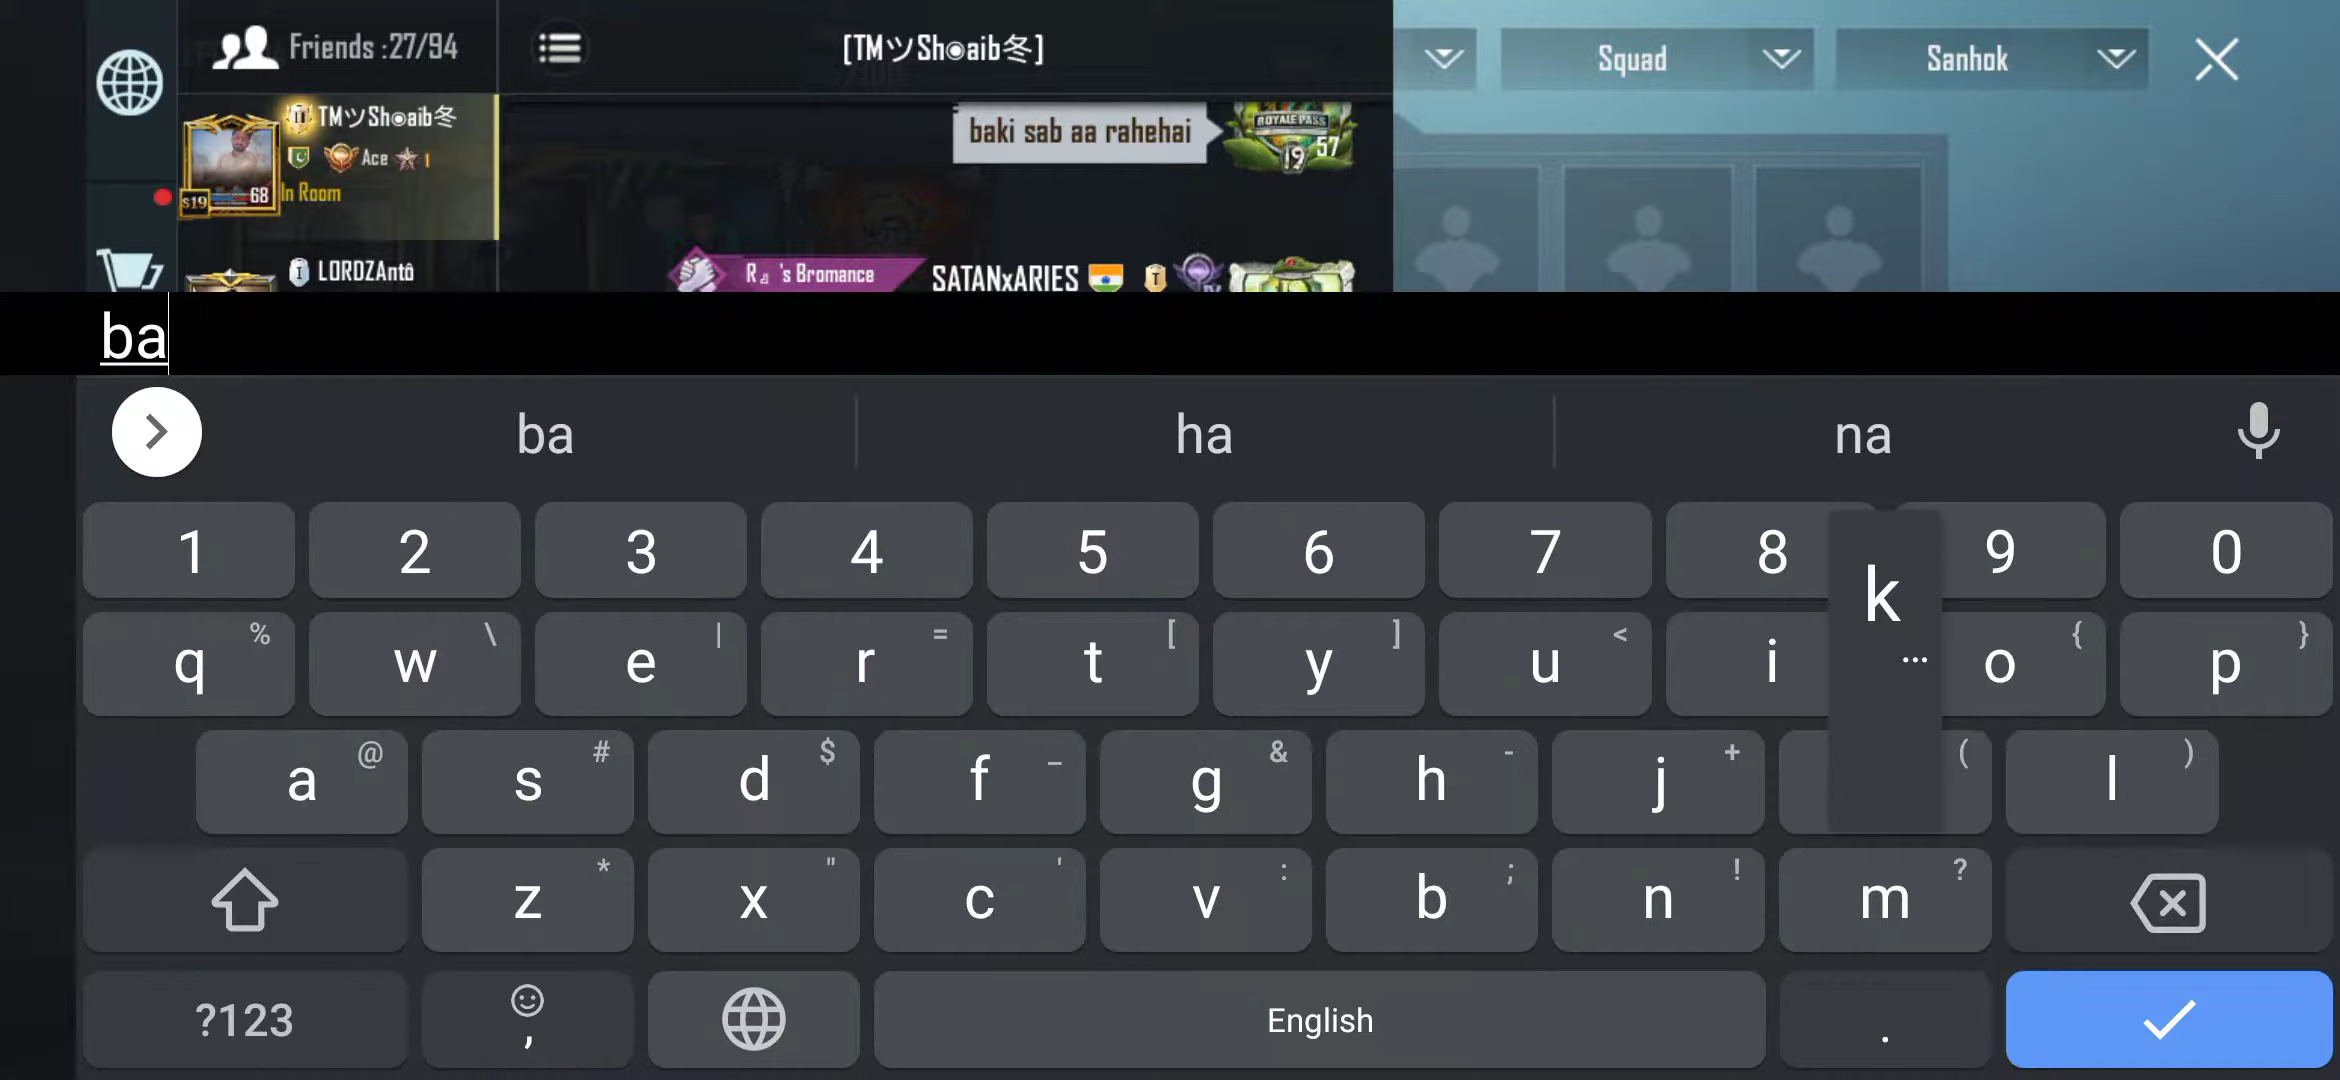 Friends :27/94
[TMツSh◉aib冬]
Squad
Sanhok
TMツSh◉aib冬
Ace 1
S19 68
In Room
baki sab aa rahehai
ROYALE PASS
19 57
LORDZAntô
R 's Bromance
SATANxARIES
ba
ba ha na
1 2 3 4 5 6 7 8 9 0
k
q % w \ e | r = t [ y ] u < i o { p }
a @ s # d $ f _ g & h - j + ( l )
z * x " c ' v : b ; n ! m ?
?123 , English .